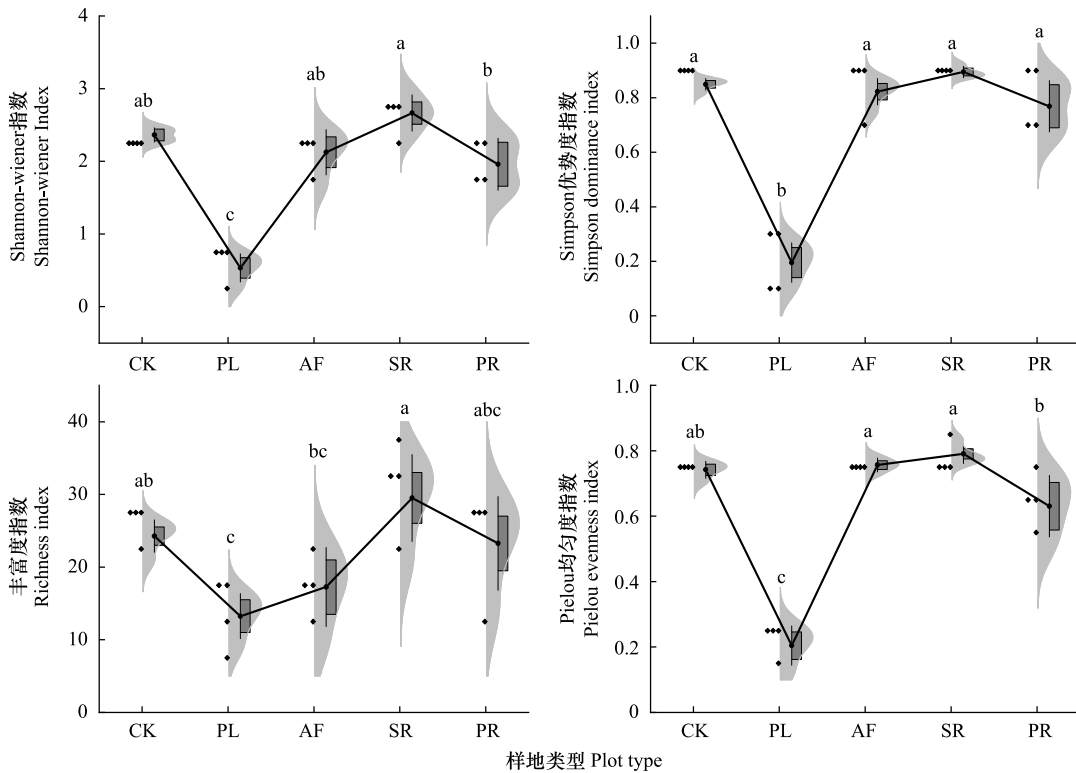 Shannon-wiener指数
Shannon-wiener Index
4
3
2
1
0
ab
c
ab
a
b
CK
PL
AF
SR
PR
Simpson优势度指数
Simpson dominance index
1.0
0.8
0.6
0.4
0.2
0
a
b
a
a
a
CK
PL
AF
SR
PR
丰富度指数
Richness index
40
30
20
10
0
ab
c
bc
a
abc
CK
PL
AF
SR
PR
Pielou均匀度指数
Pielou evenness index
1.0
0.8
0.6
0.4
0.2
0
ab
c
a
a
b
CK
PL
AF
SR
PR
样地类型 Plot type